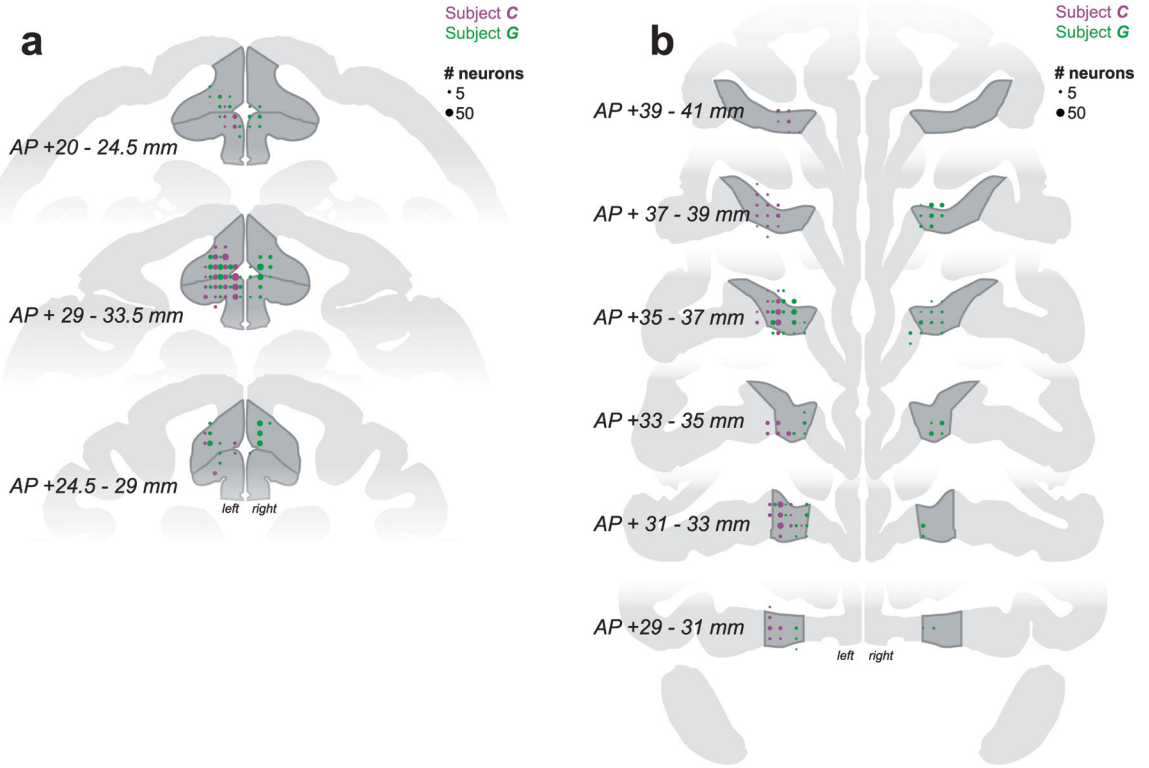 a
Subject C
Subject G
# neurons
5
50
AP +20 - 24.5 mm
AP + 29 - 33.5 mm
AP +24.5 - 29 mm
left right
b
Subject C
Subject G
# neurons
5
50
AP +39 - 41 mm
AP + 37 - 39 mm
AP +35 - 37 mm
AP +33 - 35 mm
AP + 31 - 33 mm
AP +29 - 31 mm
left right